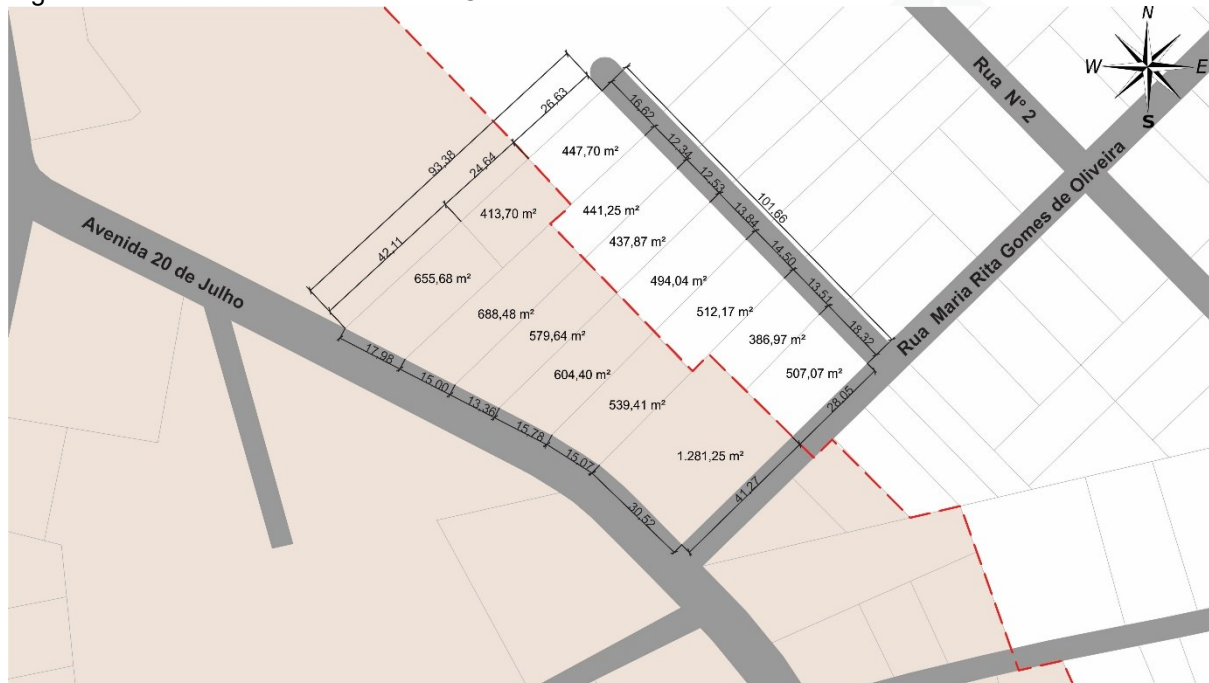 g
N
W
E
S
Rua N° 2
Rua Maria Rita Gomes de Oliveira
Avenida 20 de Julho
93,38
26,63
24,64
42,11
16,62
12,34
12,53
13,84
14,50
13,51
18,32
101,66
447,70 m²
413,70 m²
441,25 m²
437,87 m²
655,68 m²
494,04 m²
688,48 m²
512,17 m²
579,64 m²
386,97 m²
604,40 m²
507,07 m²
539,41 m²
1.281,25 m²
17,98
15,00
13,36
15,78
15,07
30,52
41,27
28,05